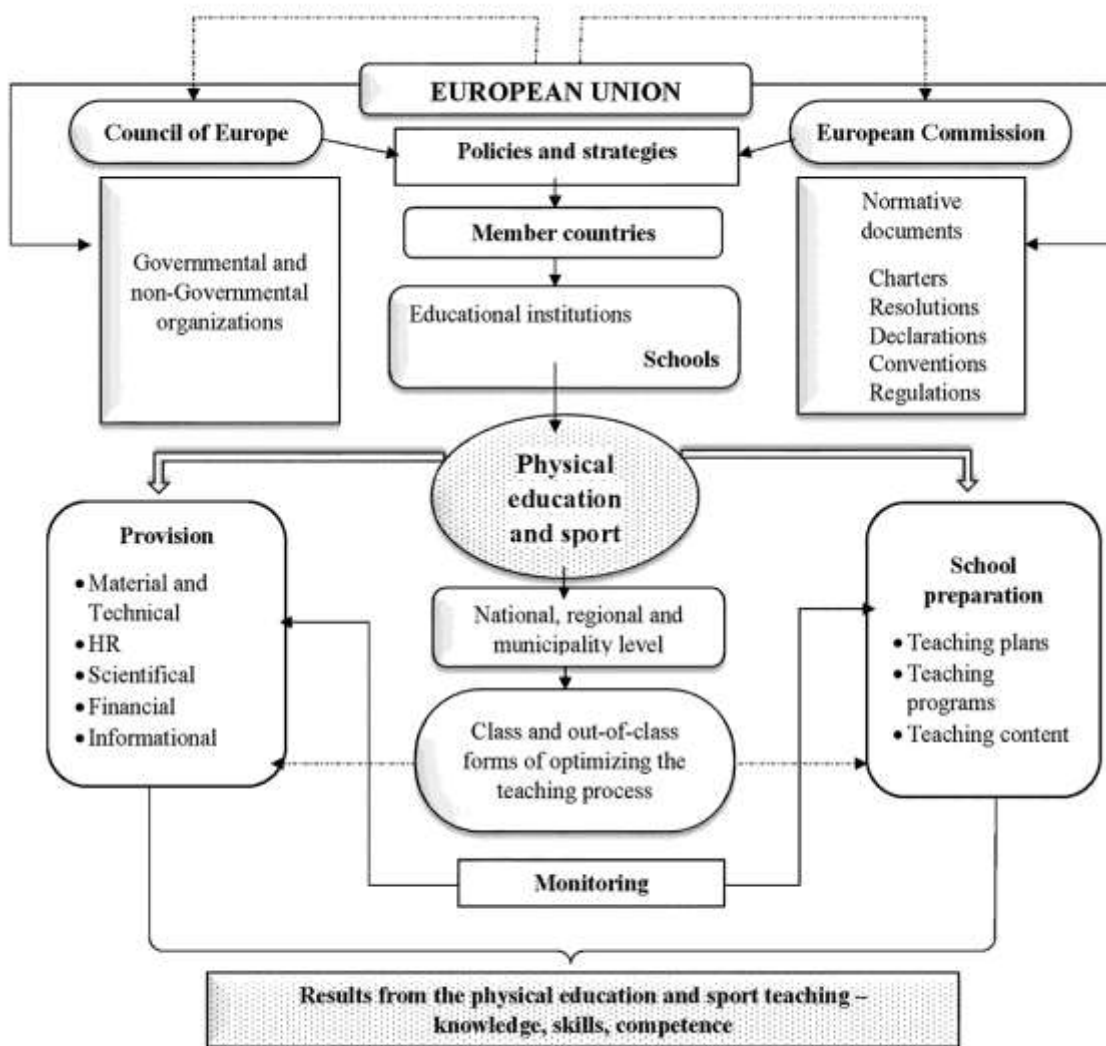 EUROPEAN UNION
Council of Europe
European Commission
Policies and strategies
Governmental and
non-Governmental
organizations
Member countries
Normative
documents
Charters
Resolutions
Declarations
Conventions
Regulations
Educational institutions
Schools
Physical
education
and sport
Provision
• Material and
Technical
• HR
• Scientifical
• Financial
• Informational
National, regional and
municipality level
School
preparation
• Teaching plans
• Teaching
programs
• Teaching content
Class and out-of-class
forms of optimizing the
teaching process
Monitoring
Results from the physical education and sport teaching –
knowledge, skills, competence